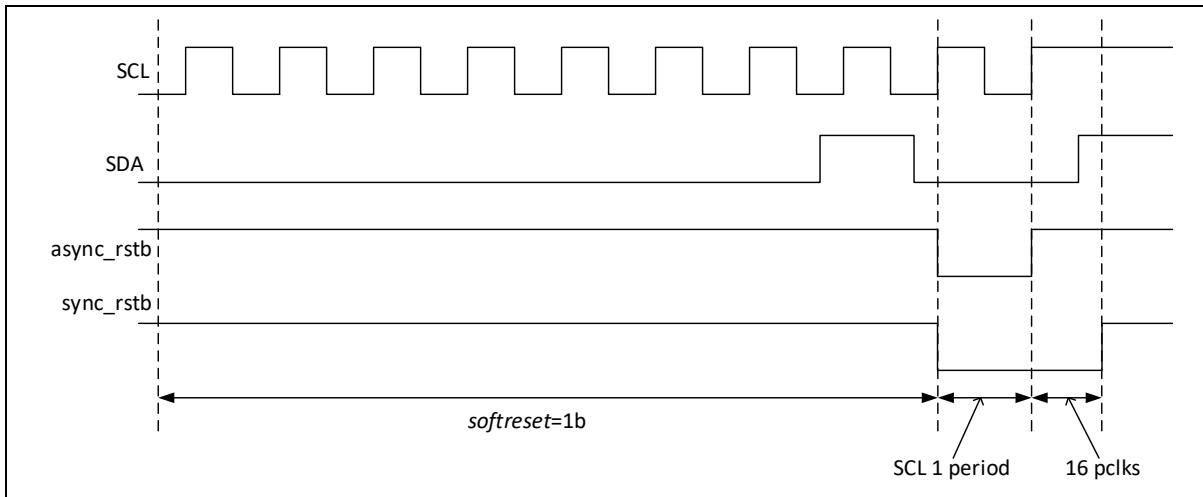 SCL
SDA
async_rstb
sync_rstb
softreset=1b
SCL 1 period
16 pclks